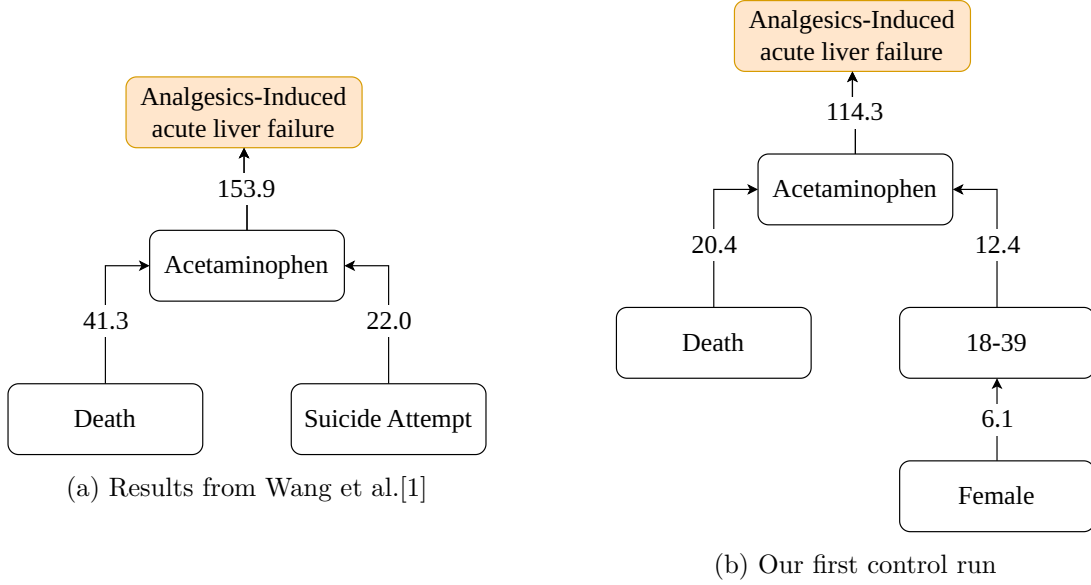 Analgesics-Induced
acute liver failure
153.9
Acetaminophen
41.3
22.0
Death
Suicide Attempt
(a) Results from Wang et al.[1]
Analgesics-Induced
acute liver failure
114.3
Acetaminophen
20.4
12.4
Death
18-39
6.1
Female
(b) Our first control run